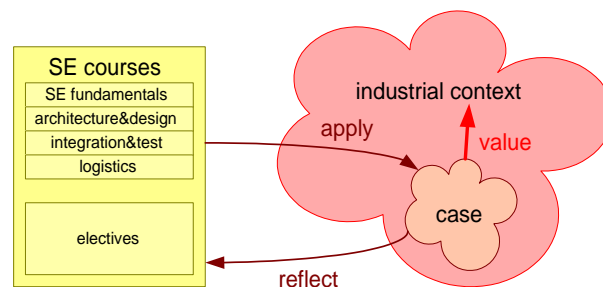 SE courses
SE fundamentals
architecture&design
integration&test
logistics
electives
apply
reflect
industrial context
value
case